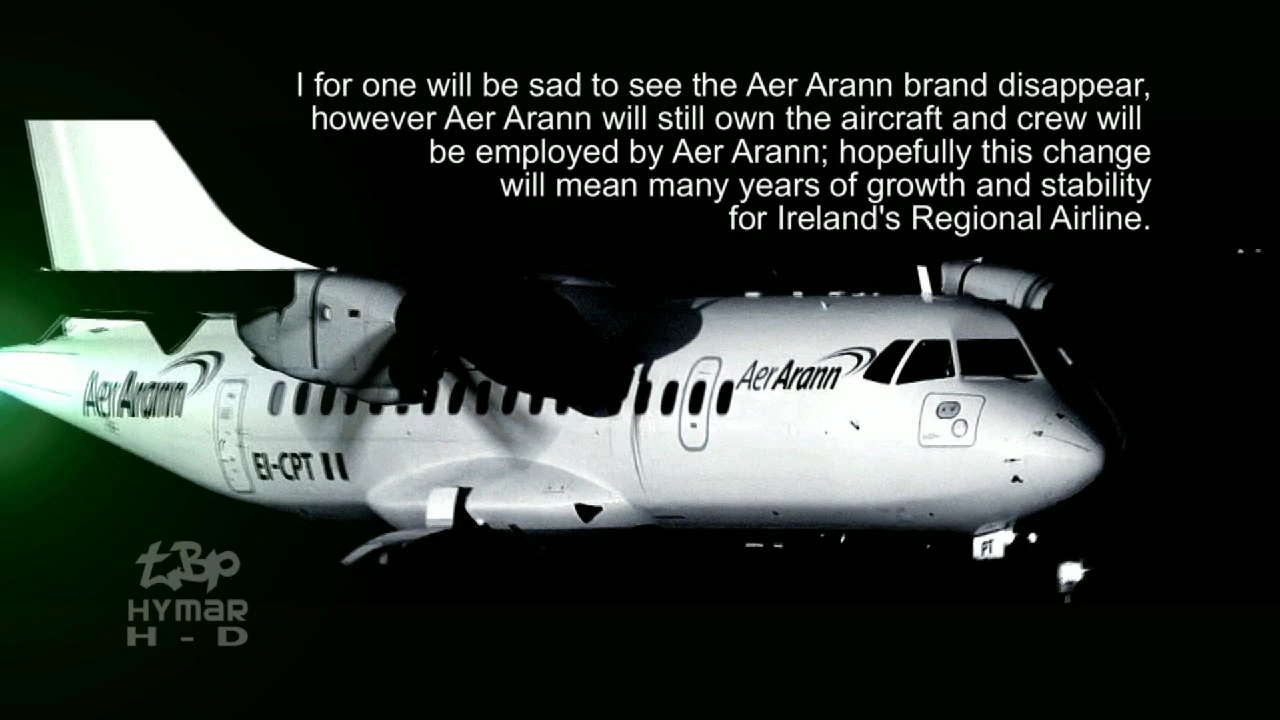 I for one will be sad to see the Aer Arann brand disappear,
however Aer Arann will still own the aircraft and crew will
be employed by Aer Arann; hopefully this change
will mean many years of growth and stability
for Ireland's Regional Airline.
AerArann
AerArann
EI-CPT
PT
tBp
HYMAR
H - D